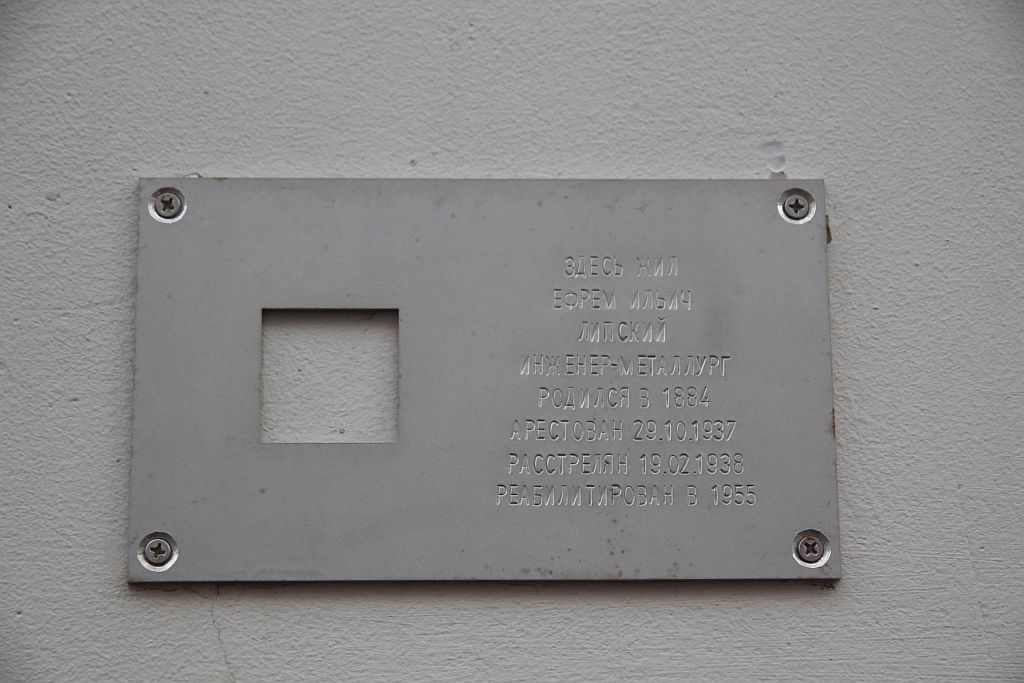 ЗДЕСЬ ЖИЛ
ЕФРЕМ ИЛЬИЧ
ЛИПСКИЙ
ИНЖЕНЕР-МЕТАЛЛУРГ
РОДИЛСЯ В 1884
АРЕСТОВАН 29.10.1937
РАССТРЕЛЯН 19.02.1938
РЕАБИЛИТИРОВАН В 1955